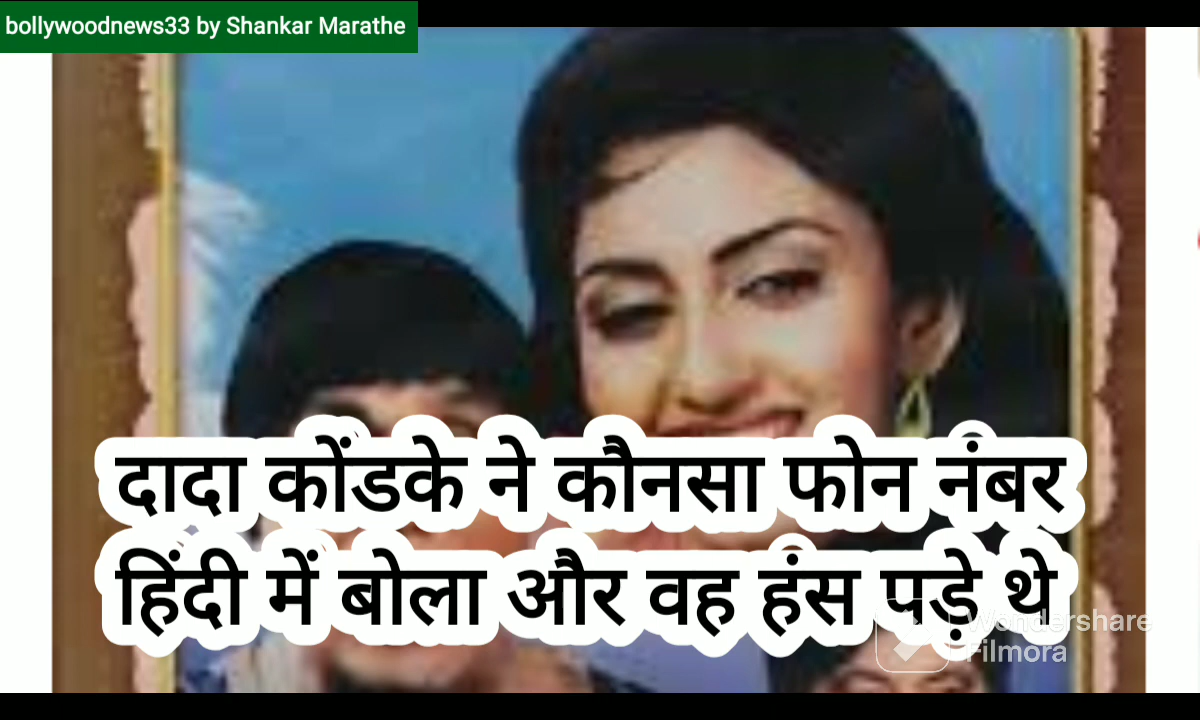 bollywoodnews33 by Shankar Marathe
दादा कोंडके ने कौनसा फोन नंबर
हिंदी में बोला और वह हंस पड़े थे
Wondershare
Filmora